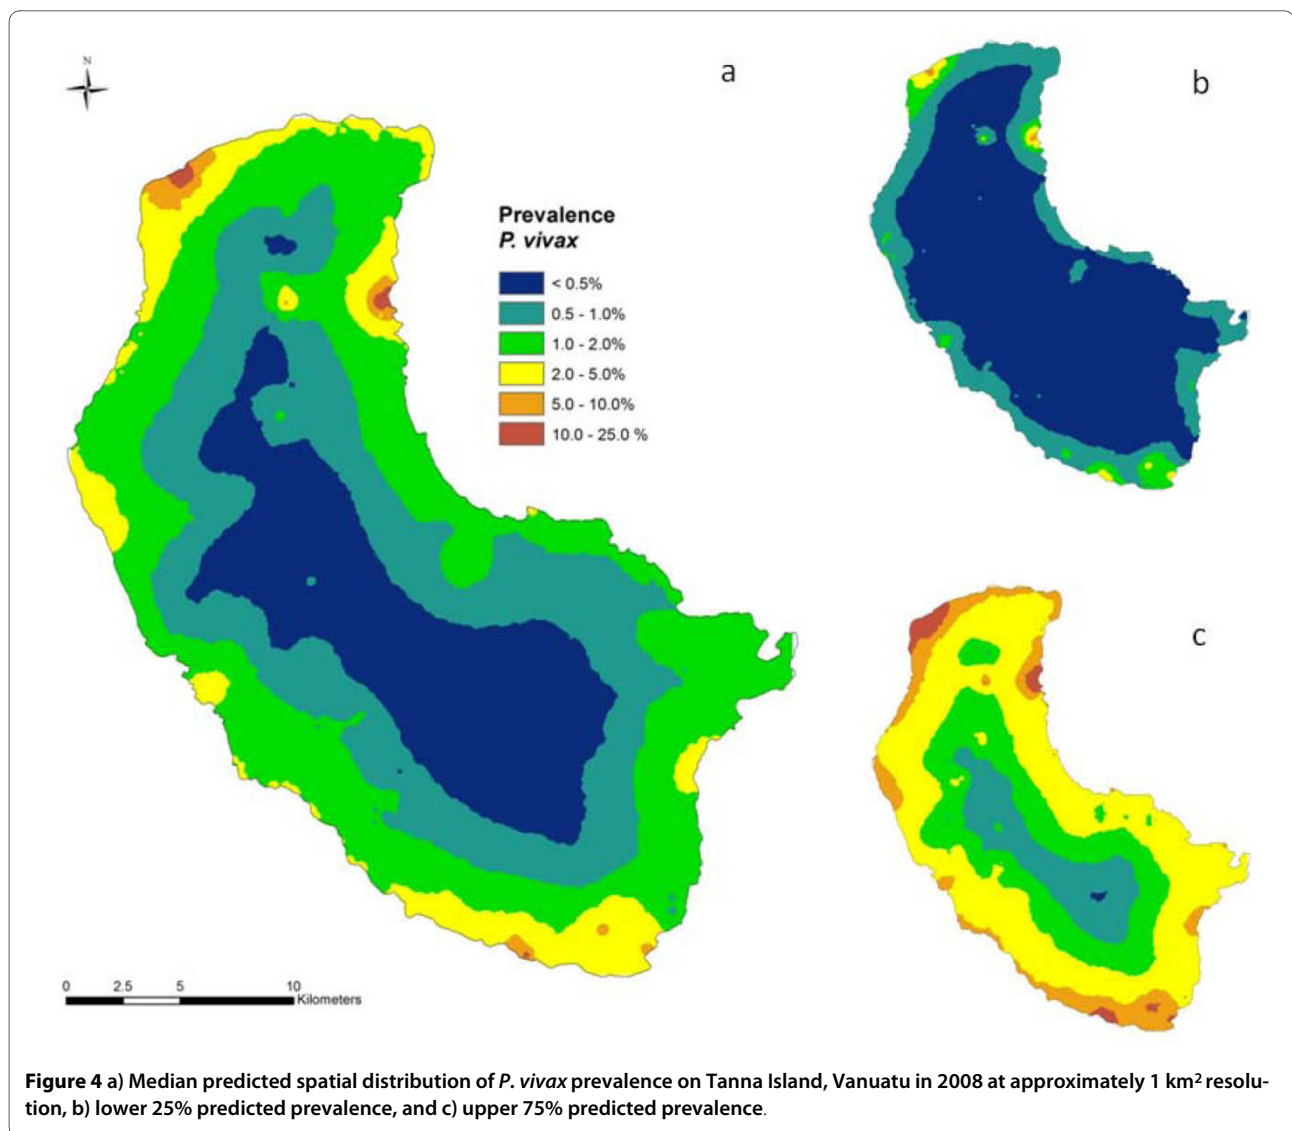 N
a
b
Prevalence
P. vivax
< 0.5%
0.5 - 1.0%
1.0 - 2.0%
2.0 - 5.0%
5.0 - 10.0%
10.0 - 25.0 %
c
0 2.5 5 10
Kilometers
Figure 4 a) Median predicted spatial distribution of P. vivax prevalence on Tanna Island, Vanuatu in 2008 at approximately 1 km² resolu-
tion, b) lower 25% predicted prevalence, and c) upper 75% predicted prevalence.